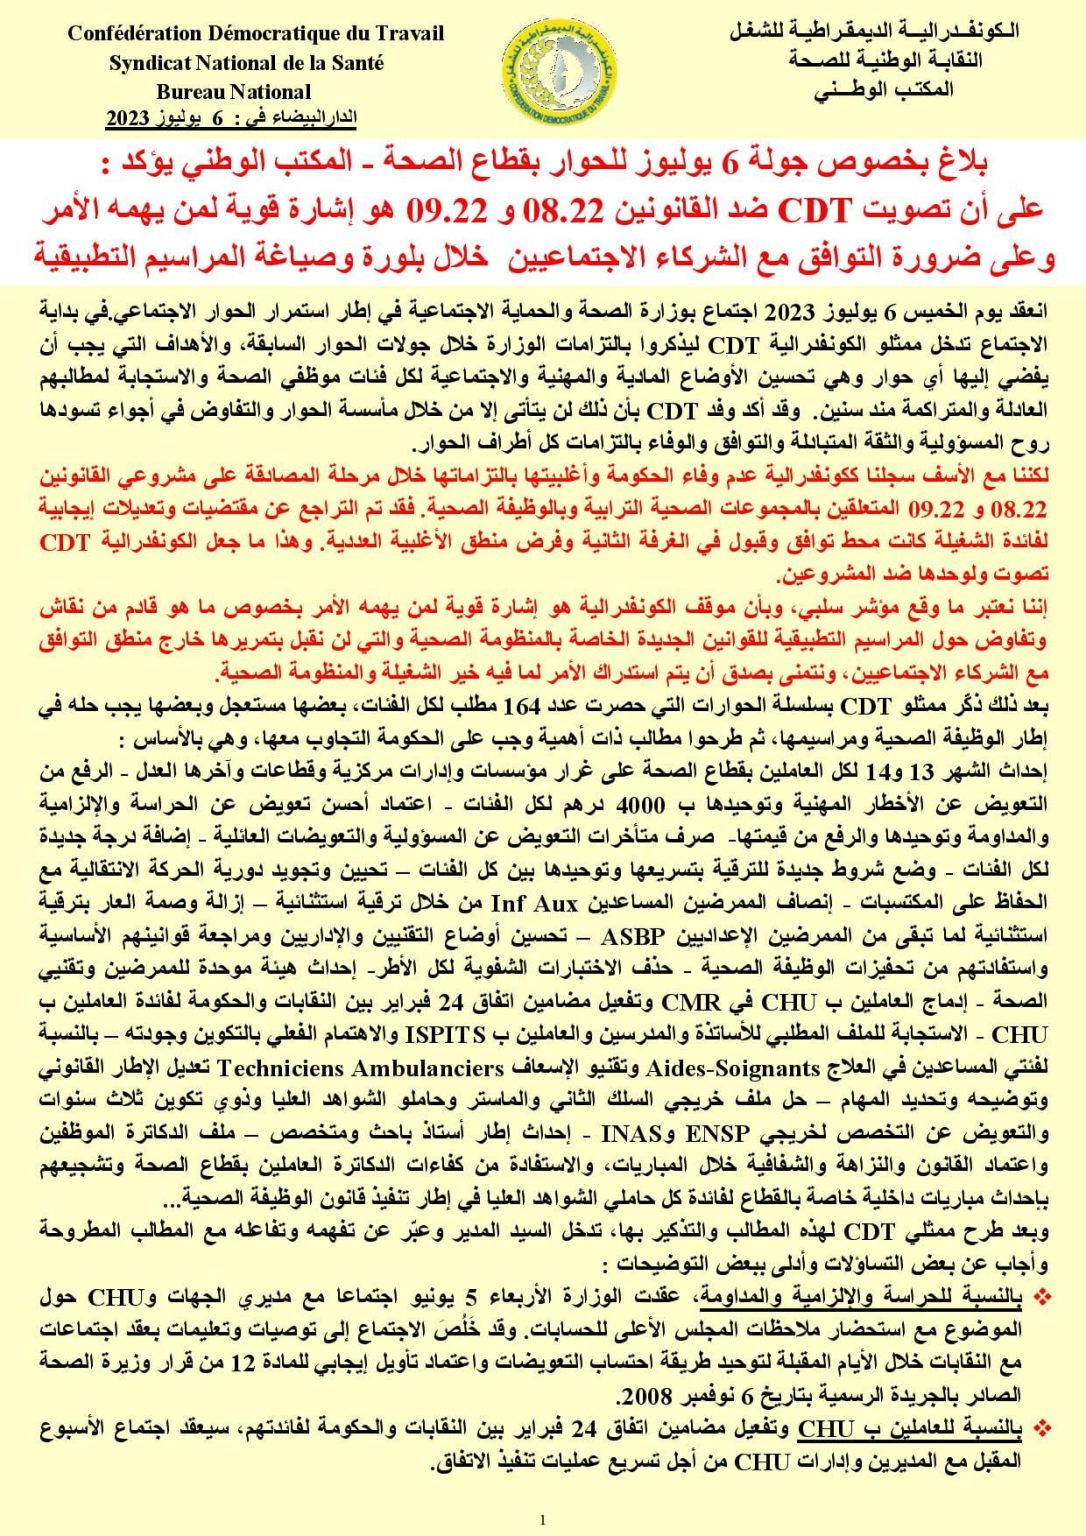 الكونفدرالية الديمقراطية للشغل
النقابة الوطنية للصحة
المكتب الوطني
Confédération Démocratique du Travail
Syndicat National de la Santé
Bureau National
الدارالبيضاء في : 6 يوليوز 2023
الكونفدرالية الديمقراطية للشغل
CONFEDERATION DEMOCRATIQUE DU TRAVAIL
بلاغ بخصوص جولة 6 يوليوز للحوار بقطاع الصحة - المكتب الوطني يؤكد :
على أن تصويت CDT ضد القانونين 08.22 و 09.22 هو إشارة قوية لمن يهمه الأمر
وعلى ضرورة التوافق مع الشركاء الاجتماعيين خلال بلورة وصياغة المراسيم التطبيقية
انعقد يوم الخميس 6 يوليوز 2023 اجتماع بوزارة الصحة والحماية الاجتماعية في إطار استمرار الحوار الاجتماعي.في بداية
الاجتماع تدخل ممثلو الكونفدرالية CDT ليذكروا بالتزامات الوزارة خلال جولات الحوار السابقة، والأهداف التي يجب أن
يفضي إليها أي حوار وهي تحسين الأوضاع المادية والمهنية والاجتماعية لكل فئات موظفي الصحة والاستجابة لمطالبهم
العادلة والمتراكمة مند سنين. وقد أكد وفد CDT بأن ذلك لن يتأتى إلا من خلال مأسسة الحوار والتفاوض في أجواء تسودها
روح المسؤولية والثقة المتبادلة والتوافق والوفاء بالتزامات كل أطراف الحوار.
لكننا مع الأسف سجلنا ككونفدرالية عدم وفاء الحكومة وأغلبيتها بالتزاماتها خلال مرحلة المصادقة على مشروعي القانونين
08.22 و 09.22 المتعلقين بالمجموعات الصحية الترابية وبالوظيفة الصحية. فقد تم التراجع عن مقتضيات وتعديلات إيجابية
لفائدة الشغيلة كانت محط توافق وقبول في الغرفة الثانية وفرض منطق الأغلبية العددية. وهذا ما جعل الكونفدرالية CDT
تصوت ولوحدها ضد المشروعين.
إننا نعتبر ما وقع مؤشر سلبي، وبأن موقف الكونفدرالية هو إشارة قوية لمن يهمه الأمر بخصوص ما هو قادم من نقاش
وتفاوض حول المراسيم التطبيقية للقوانين الجديدة الخاصة بالمنظومة الصحية والتي لن نقبل بتمريرها خارج منطق التوافق
مع الشركاء الاجتماعيين، ونتمنى بصدق أن يتم استدراك الأمر لما فيه خير الشغيلة والمنظومة الصحية.
بعد ذلك ذكّر ممثلو CDT بسلسلة الحوارات التي حصرت عدد 164 مطلب لكل الفئات، بعضها مستعجل وبعضها يجب حله في
إطار الوظيفة الصحية ومراسيمها، ثم طرحوا مطالب ذات أهمية وجب على الحكومة التجاوب معها، وهي بالأساس :
إحداث الشهر 13 و14 لكل العاملين بقطاع الصحة على غرار مؤسسات وإدارات مركزية وقطاعات وآخرها العدل - الرفع من
التعويض عن الأخطار المهنية وتوحيدها ب 4000 درهم لكل الفئات - اعتماد أحسن تعويض عن الحراسة والإلزامية
والمداومة وتوحيدها والرفع من قيمتها- صرف متأخرات التعويض عن المسؤولية والتعويضات العائلية - إضافة درجة جديدة
لكل الفئات - وضع شروط جديدة للترقية بتسريعها وتوحيدها بين كل الفئات – تحيين وتجويد دورية الحركة الانتقالية مع
الحفاظ على المكتسبات - إنصاف الممرضين المساعدين Inf Aux من خلال ترقية استثنائية – إزالة وصمة العار بترقية
استثنائية لما تبقى من الممرضين الإعداديين ASBP – تحسين أوضاع التقنيين والإداريين ومراجعة قوانينهم الأساسية
واستفادتهم من تحفيزات الوظيفة الصحية - حذف الاختبارات الشفوية لكل الأطر- إحداث هيئة موحدة للممرضين وتقنيي
الصحة - إدماج العاملين ب CHU في CMR وتفعيل مضامين اتفاق 24 فبراير بين النقابات والحكومة لفائدة العاملين ب
CHU - الاستجابة للملف المطلبي للأساتذة والمدرسين والعاملين ب ISPITS والاهتمام الفعلي بالتكوين وجودته – بالنسبة
لفئتي المساعدين في العلاج Aides-Soignants وتقنيو الإسعاف Techniciens Ambulanciers تعديل الإطار القانوني
وتوضيحه وتحديد المهام – حل ملف خريجي السلك الثاني والماستر وحاملو الشواهد العليا وذوي تكوين ثلاث سنوات
والتعويض عن التخصص لخريجي ENSP وINAS - إحداث إطار أستاذ باحث ومتخصص – ملف الدكاترة الموظفين
واعتماد القانون والنزاهة والشفافية خلال المباريات، والاستفادة من كفاءات الدكاترة العاملين بقطاع الصحة وتشجيعهم
بإحداث مباريات داخلية خاصة بالقطاع لفائدة كل حاملي الشواهد العليا في إطار تنفيذ قانون الوظيفة الصحية...
وبعد طرح ممثلي CDT لهذه المطالب والتذكير بها، تدخل السيد المدير وعبّر عن تفهمه وتفاعله مع المطالب المطروحة
وأجاب عن بعض التساؤلات وأدلى ببعض التوضيحات :
❖ بالنسبة للحراسة والإلزامية والمداومة، عقدت الوزارة الأربعاء 5 يونيو اجتماعا مع مديري الجهات وCHU حول
الموضوع مع استحضار ملاحظات المجلس الأعلى للحسابات. وقد خَلُصَ الاجتماع إلى توصيات وتعليمات بعقد اجتماعات
مع النقابات خلال الأيام المقبلة لتوحيد طريقة احتساب التعويضات واعتماد تأويل إيجابي للمادة 12 من قرار وزيرة الصحة
الصادر بالجريدة الرسمية بتاريخ 6 نوفمبر 2008.
❖ بالنسبة للعاملين ب CHU وتفعيل مضامين اتفاق 24 فبراير بين النقابات والحكومة لفائدتهم، سيعقد اجتماع الأسبوع
المقبل مع المديرين وإدارات CHU من أجل تسريع عمليات تنفيذ الاتفاق.
1